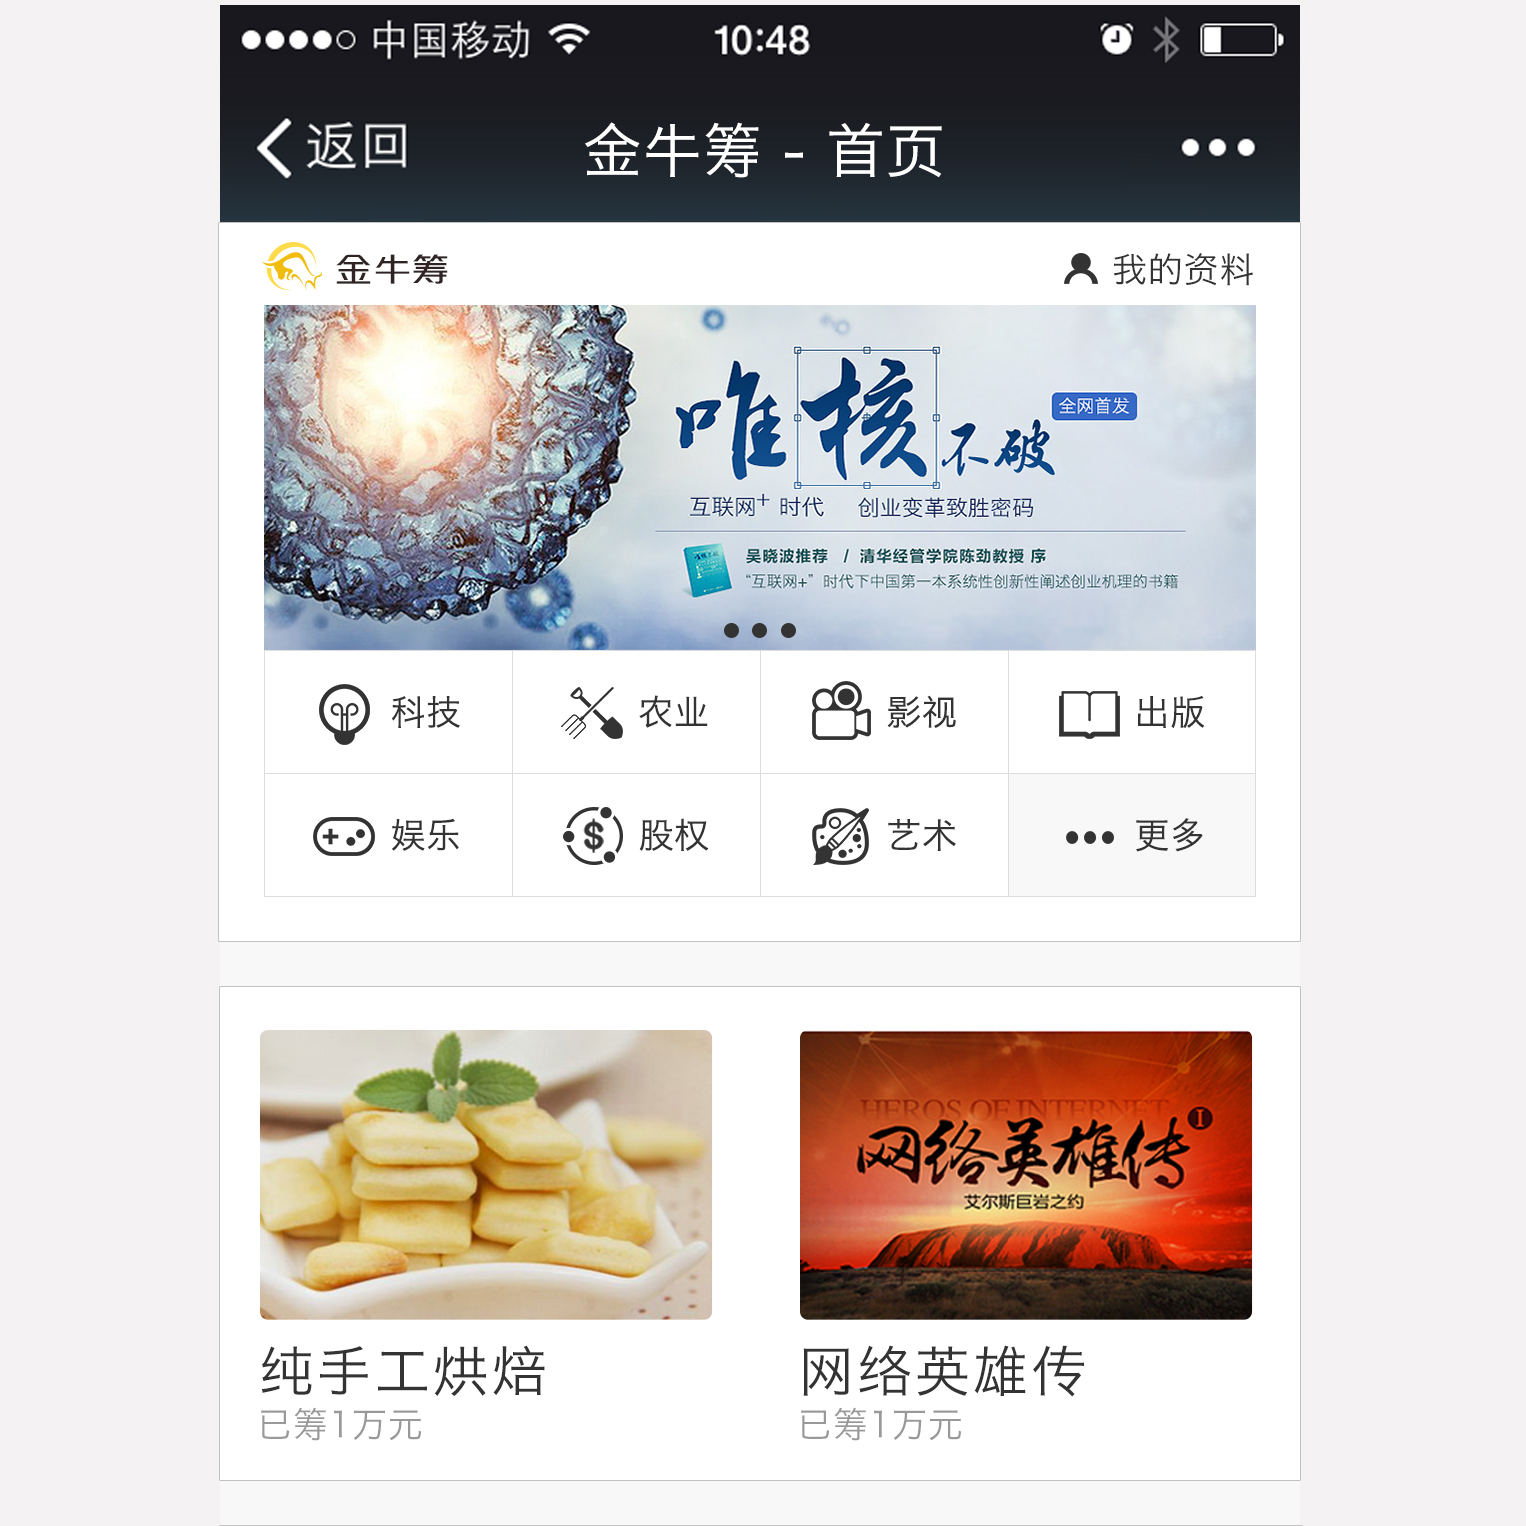 中国移动 10:48
返回 金牛筹 - 首页
金牛筹 我的资料
唯核不破 全网首发
互联网+ 时代 创业变革致胜密码
吴晓波推荐 / 清华经管学院陈劲教授 序
“互联网+”时代下中国第一本系统性创新性阐述创业机理的书籍
科技 农业 影视 出版
娱乐 股权 艺术 更多
HEROS OF INTERNET
I
网络英雄传
艾尔斯巨岩之约
纯手工烘焙 网络英雄传
已筹1万元 已筹1万元